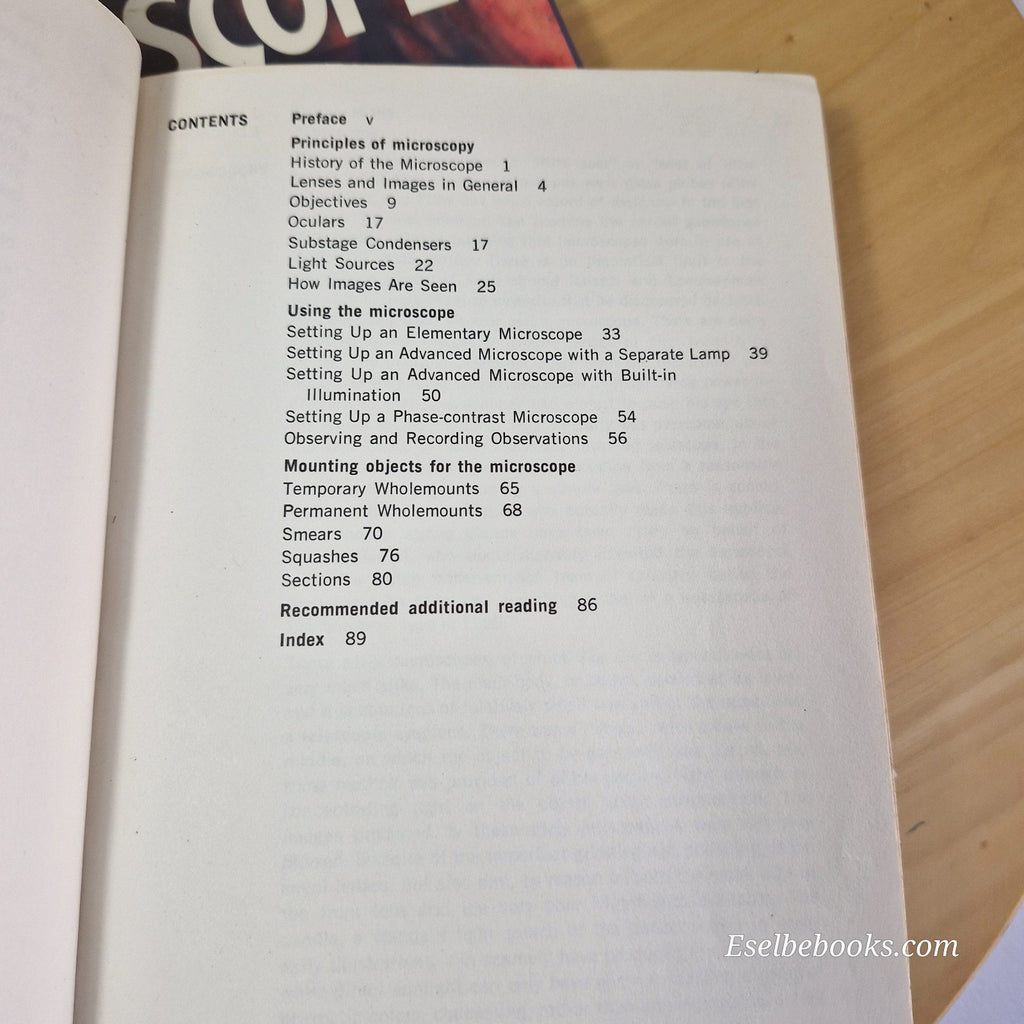 SCOPE
CONTENTS
Preface v
Principles of microscopy
History of the Microscope 1
Lenses and Images in General 4
Objectives 9
Oculars 17
Substage Condensers 17
Light Sources 22
How Images Are Seen 25
Using the microscope
Setting Up an Elementary Microscope 33
Setting Up an Advanced Microscope with a Separate Lamp 39
Setting Up an Advanced Microscope with Built-in
Illumination 50
Setting Up a Phase-contrast Microscope 54
Observing and Recording Observations 56
Mounting objects for the microscope
Temporary Wholemounts 65
Permanent Wholemounts 68
Smears 70
Squashes 76
Sections 80
Recommended additional reading 86
Index 89
Eselbebooks.com